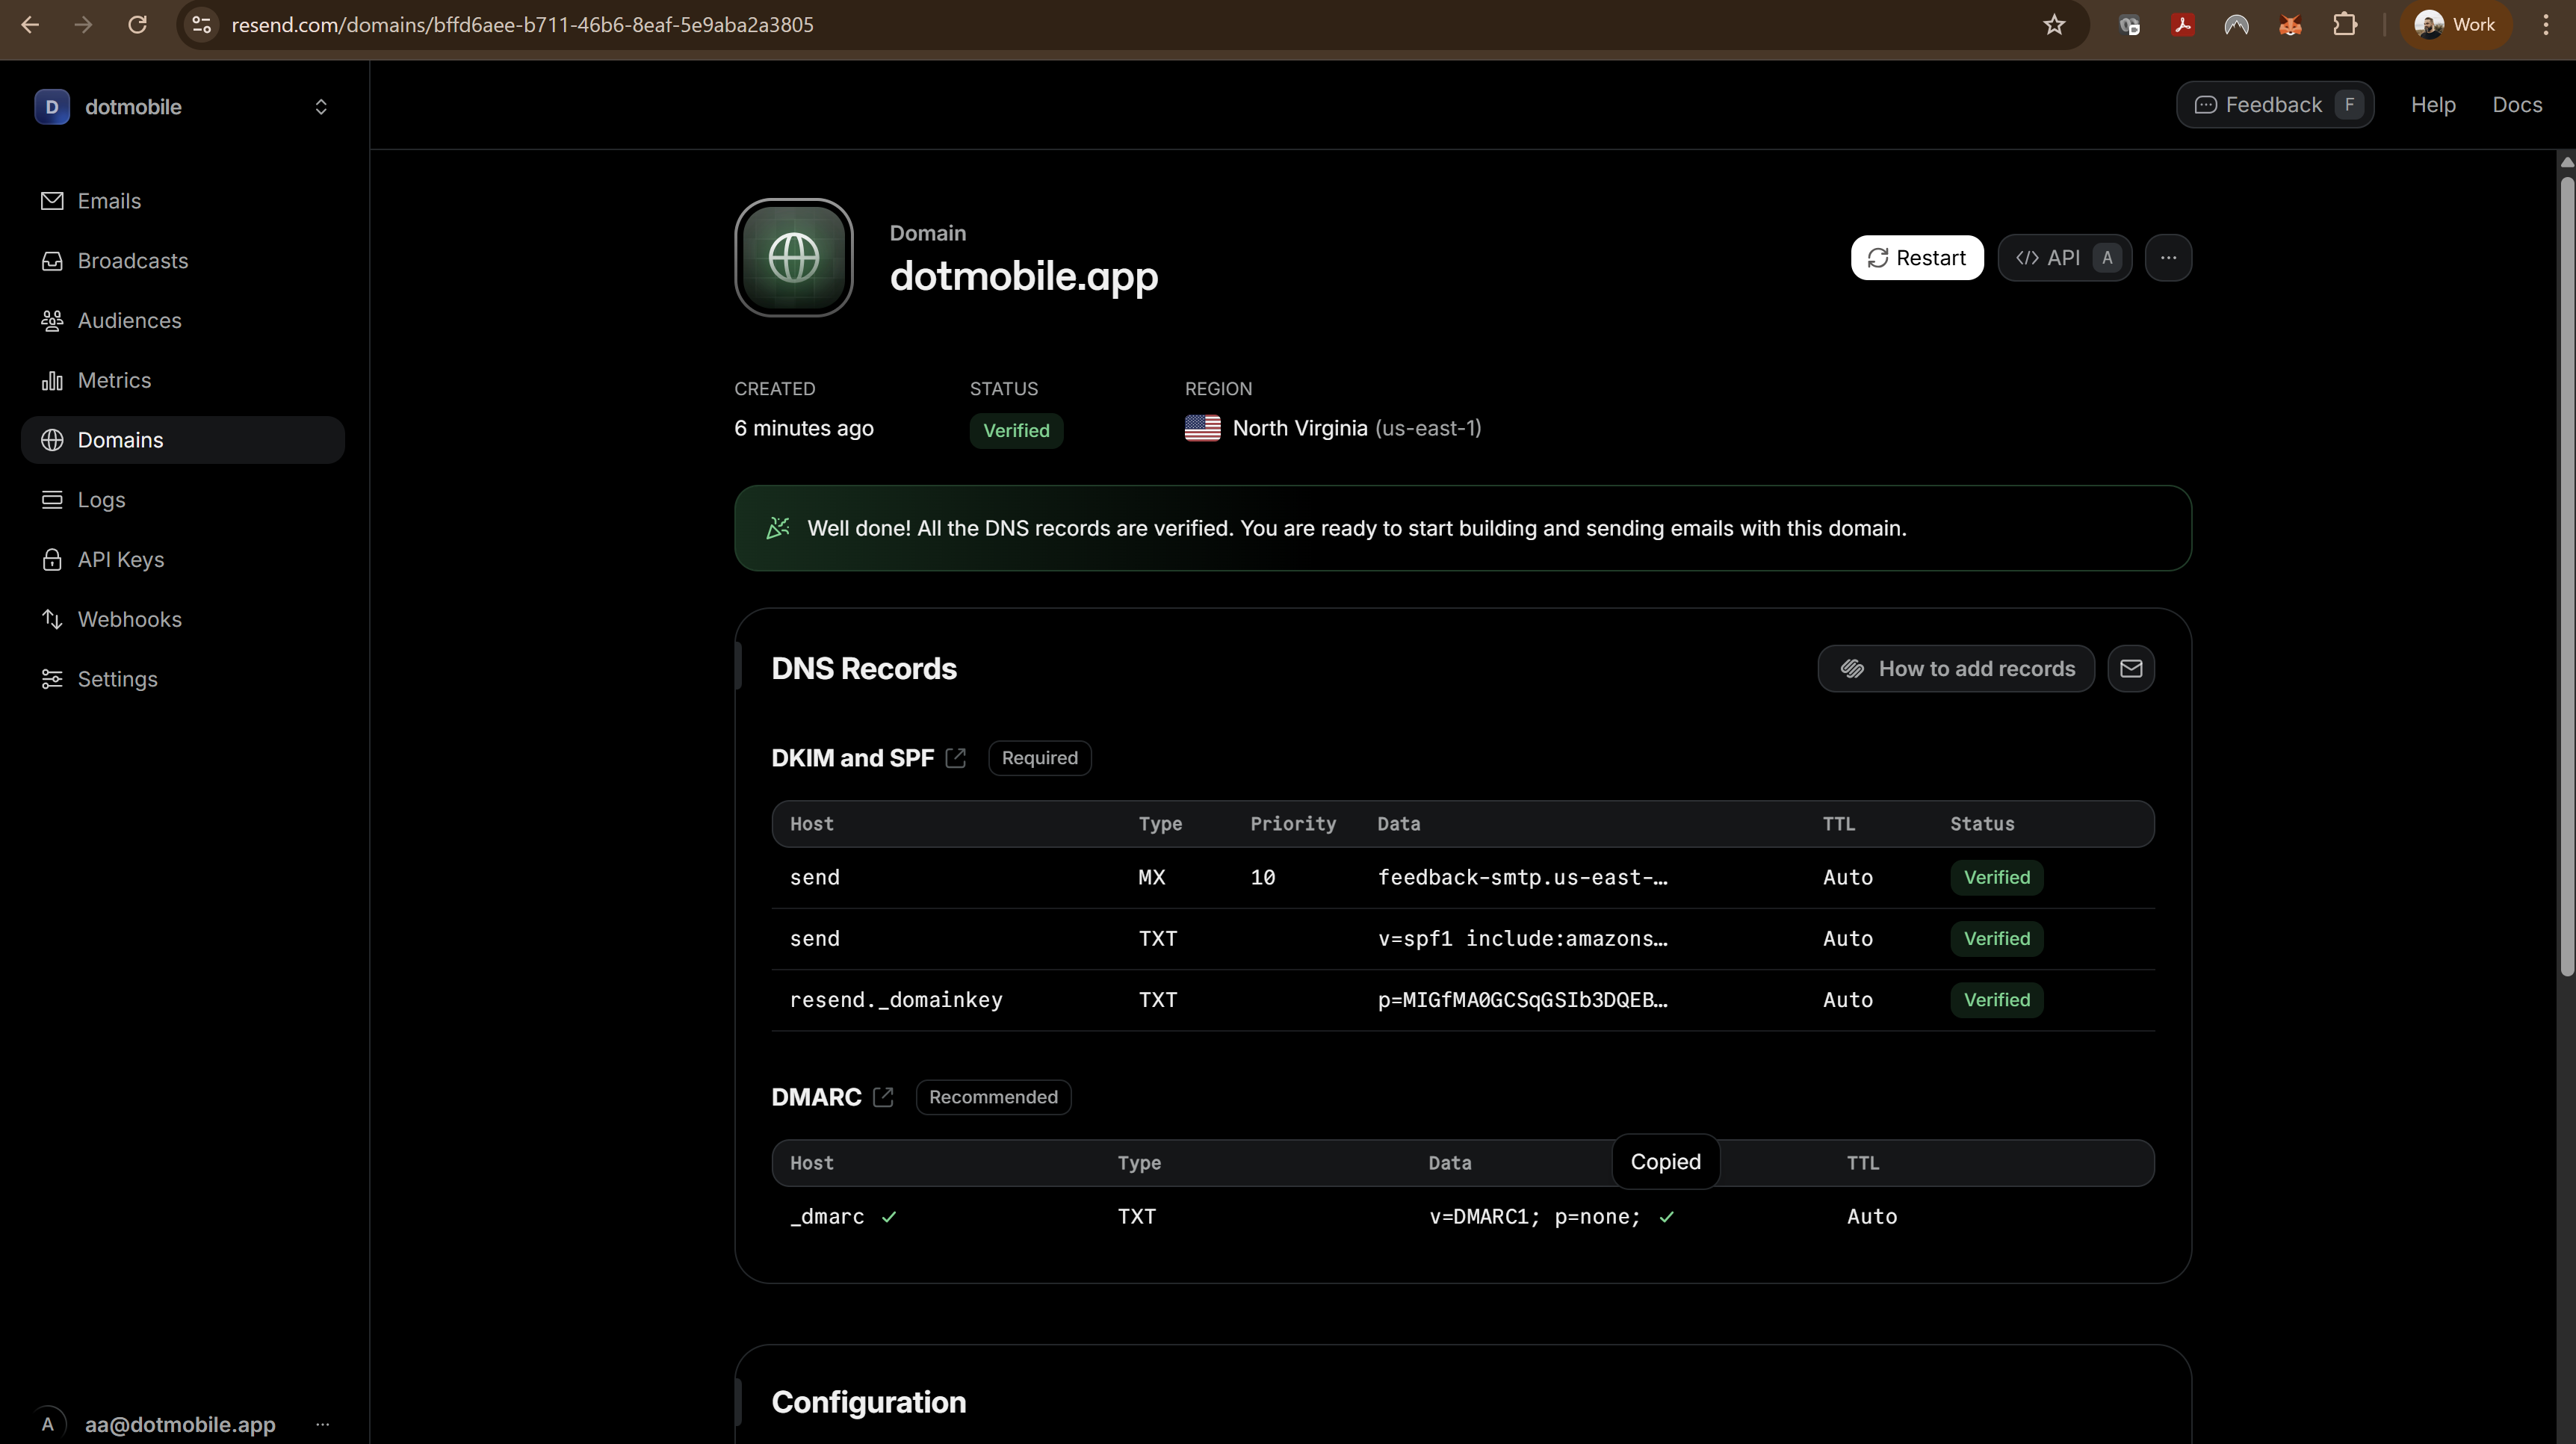 resend.com/domains/bffd6aee-b711-46b6-8eaf-5e9aba2a3805
Work
D dotmobile
Feedback F Help Docs
Emails
Broadcasts
Audiences
Metrics
Domains
Logs
API Keys
Webhooks
Settings
Domain
dotmobile.app
Restart
API A
CREATED STATUS REGION
6 minutes ago Verified North Virginia (us-east-1)
Well done! All the DNS records are verified. You are ready to start building and sending emails with this domain.
DNS Records
How to add records
DKIM and SPF Required
Host Type Priority Data TTL Status
send MX 10 feedback-smtp.us-east-… Auto Verified
send TXT v=spf1 include:amazons… Auto Verified
resend._domainkey TXT p=MIGfMA0GCSqGSIb3DQEB… Auto Verified
DMARC Recommended
Host Type Data Copied TTL
_dmarc TXT v=DMARC1; p=none; Auto
Configuration
A aa@dotmobile.app